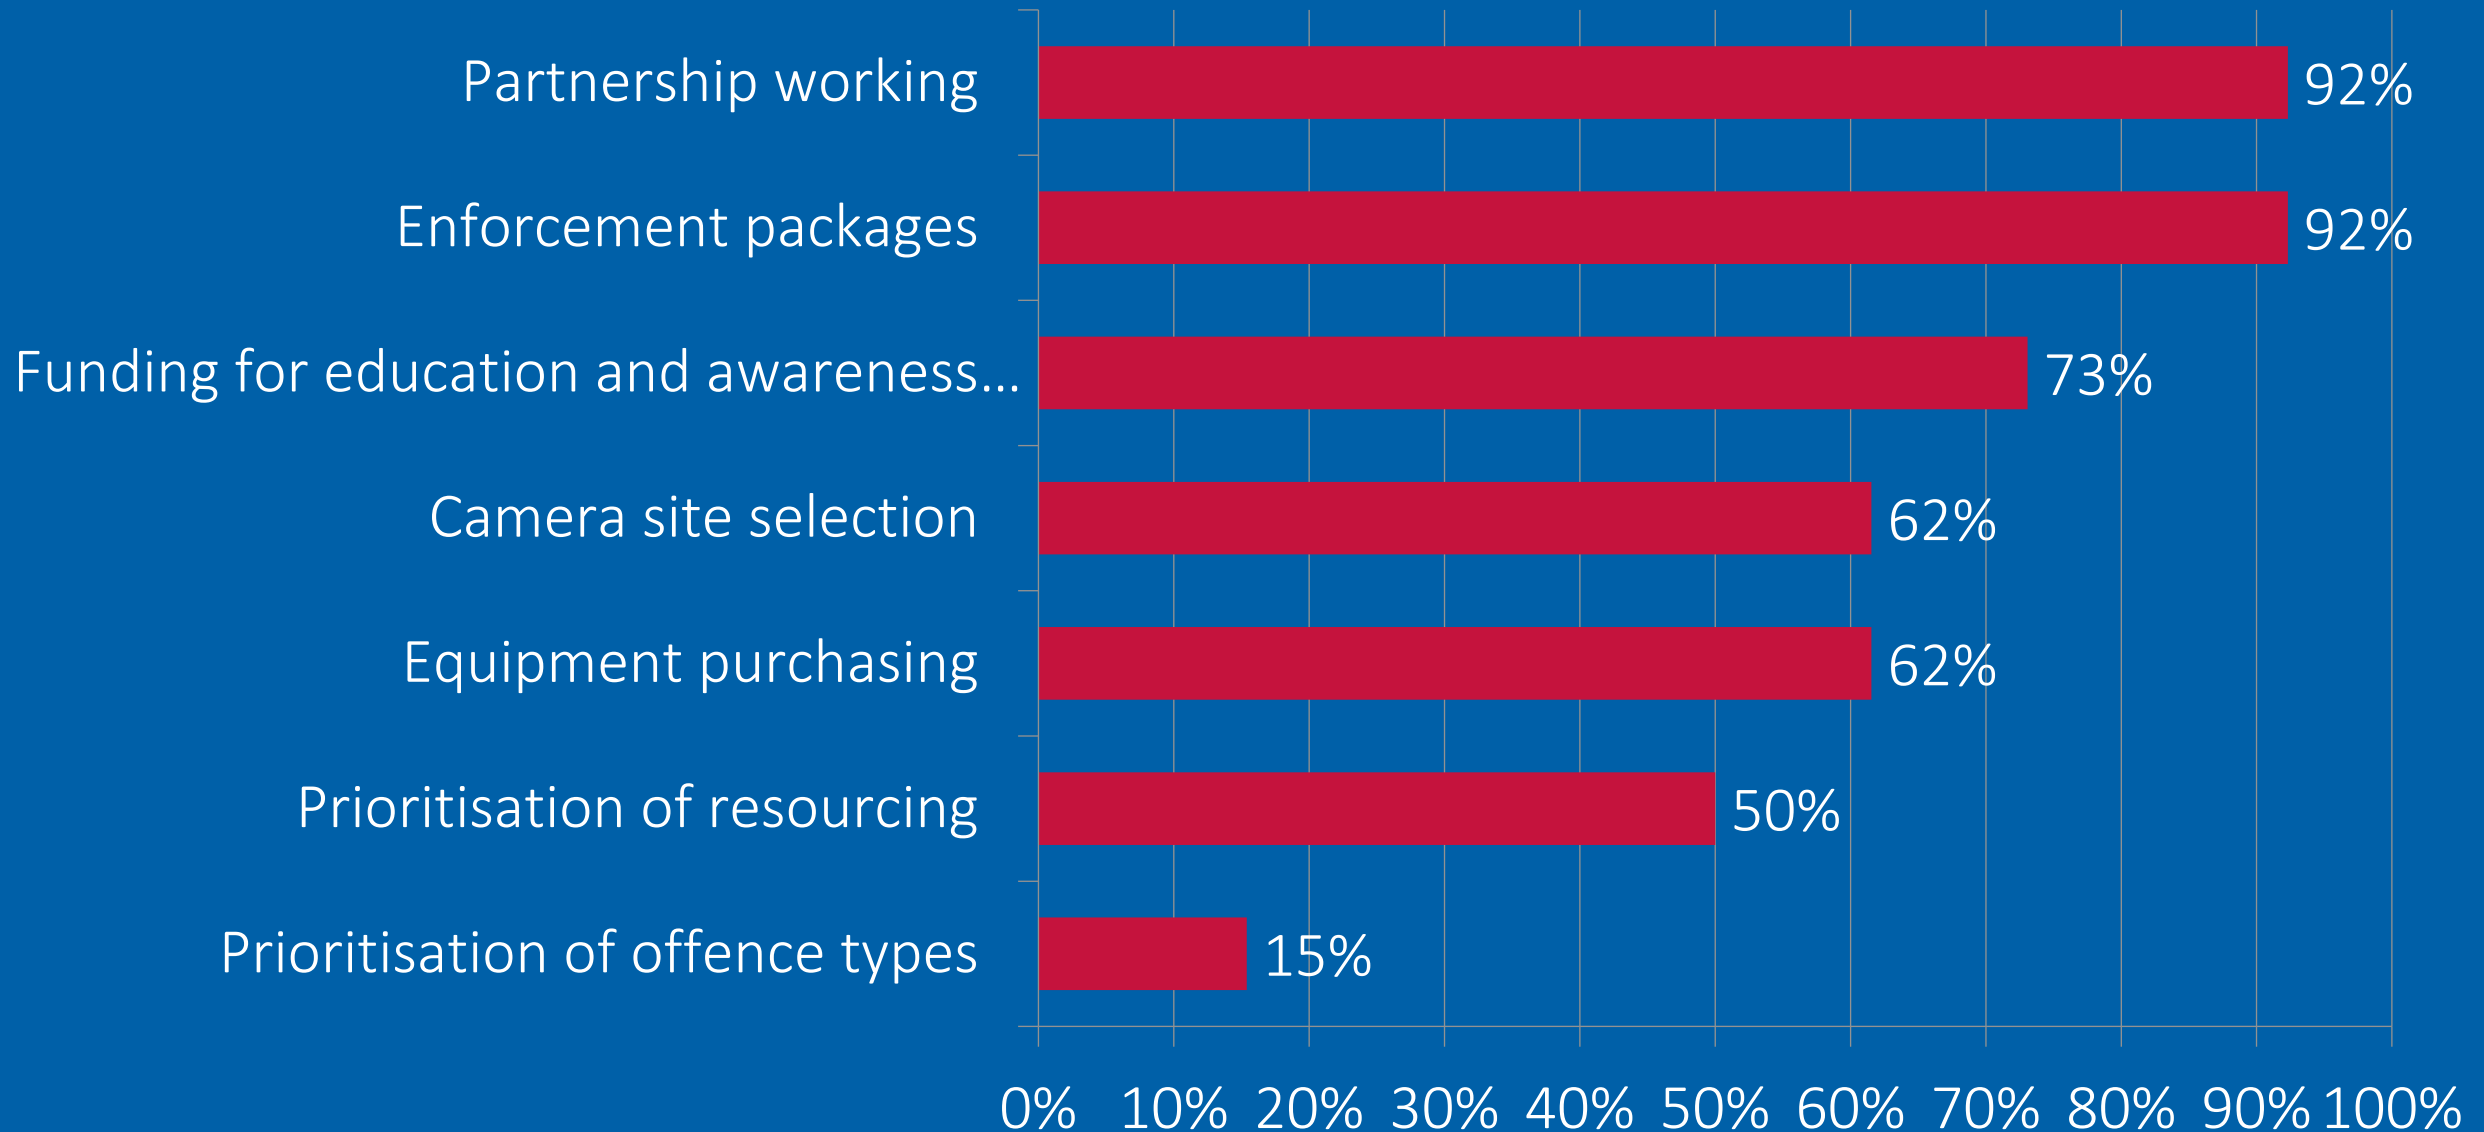 Partnership working 92%
Enforcement packages 92%
Funding for education and awareness... 73%
Camera site selection 62%
Equipment purchasing 62%
Prioritisation of resourcing 50%
Prioritisation of offence types 15%
0% 10% 20% 30% 40% 50% 60% 70% 80% 90% 100%